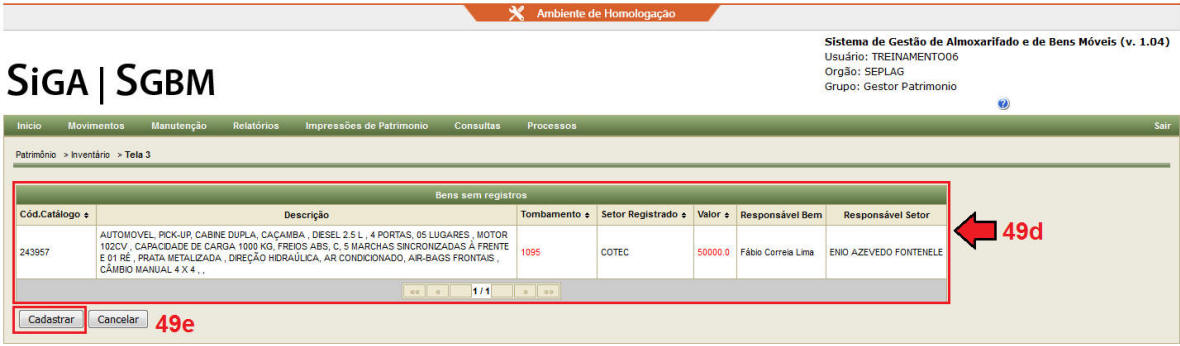 Ambiente de Homologação
Sistema de Gestão de Almoxarifado e de Bens Móveis (v. 1.04)
Usuário: TREINAMENTO06
Orgão: SEPLAG
Grupo: Gestor Patrimonio
SiGA | SGBM
Inicio Movimentos Manutenção Relatórios Impressões de Patrimonio Consultas Processos Sair
Patrimônio > Inventário > Tela 3
Bens sem registros
Cód.Catálogo Descrição Tombamento Setor Registrado Valor Responsável Bem Responsável Setor
AUTOMOVEL, PICK-UP, CABINE DUPLA, CAÇAMBA , DIESEL 2.5 L , 4 PORTAS, 05 LUGARES , MOTOR
102CV , CAPACIDADE DE CARGA 1000 KG, FREIOS ABS, C, 5 MARCHAS SINCRONIZADAS À FRENTE
243957 E 01 RÉ , PRATA METALIZADA , DIREÇÃO HIDRAÚLICA, AR CONDICIONADO, AIR-BAGS FRONTAIS , 1095 COTEC 50000.0 Fábio Correia Lima ENIO AZEVEDO FONTENELE
CÂMBIO MANUAL 4 X 4 , ,
49d
«« « 1 / 1 » »»
Cadastrar Cancelar 49e